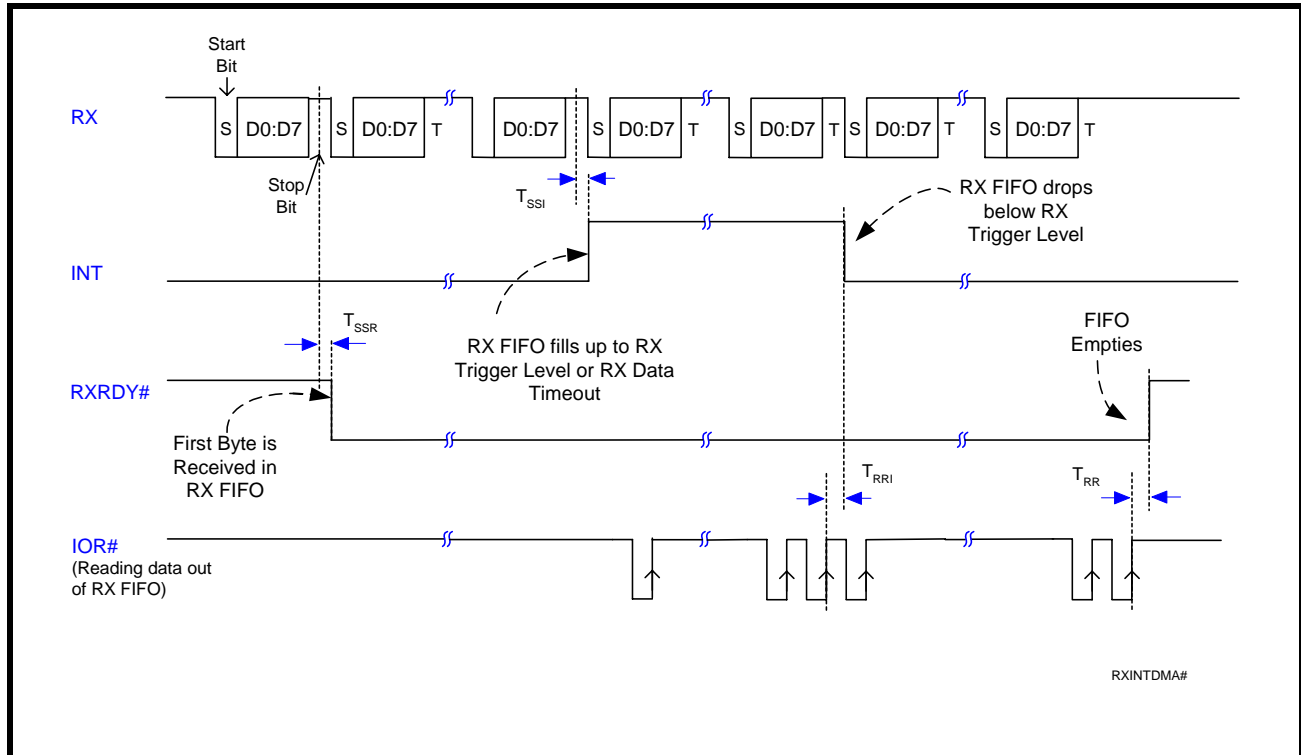 Start
Bit
RX
S D0:D7 S D0:D7 T D0:D7 S D0:D7 T S D0:D7 T S D0:D7 T S D0:D7 T
Stop
Bit
TSSI
RX FIFO drops
below RX
Trigger Level
INT
TSSR
RX FIFO fills up to RX
Trigger Level or RX Data
Timeout
FIFO
Empties
RXRDY#
First Byte is
Received in
RX FIFO
TRRI
TRR
IOR#
(Reading data out
of RX FIFO)
RXINTDMA#